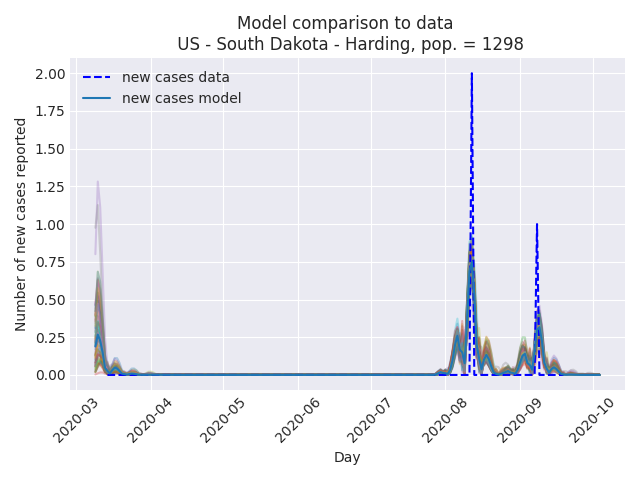 Model comparison to data
US - South Dakota - Harding, pop. = 1298
new cases data
new cases model
Number of new cases reported
2.00
1.75
1.50
1.25
1.00
0.75
0.50
0.25
0.00
2020-03
2020-04
2020-05
2020-06
2020-07
2020-08
2020-09
2020-10
Day